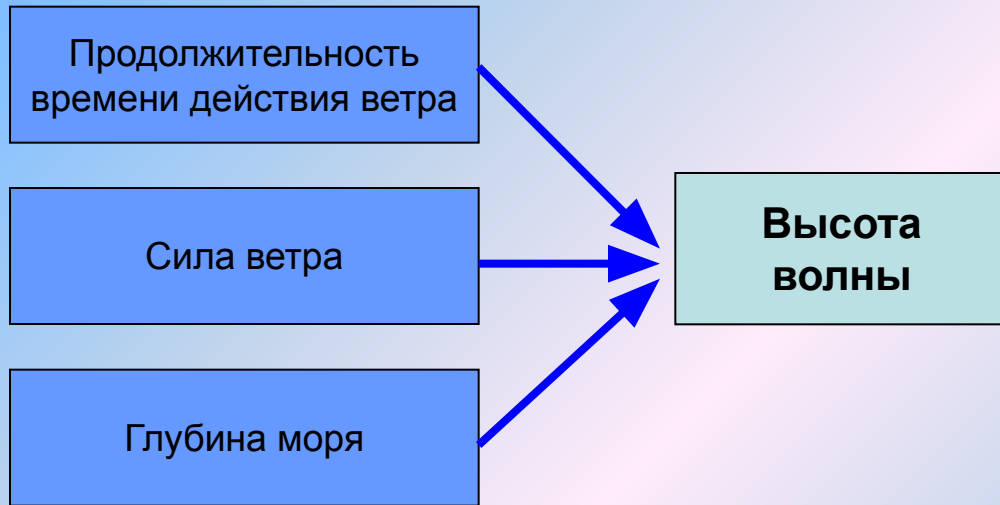 Продолжительность
времени действия ветра
Сила ветра
Высота
волны
Глубина моря